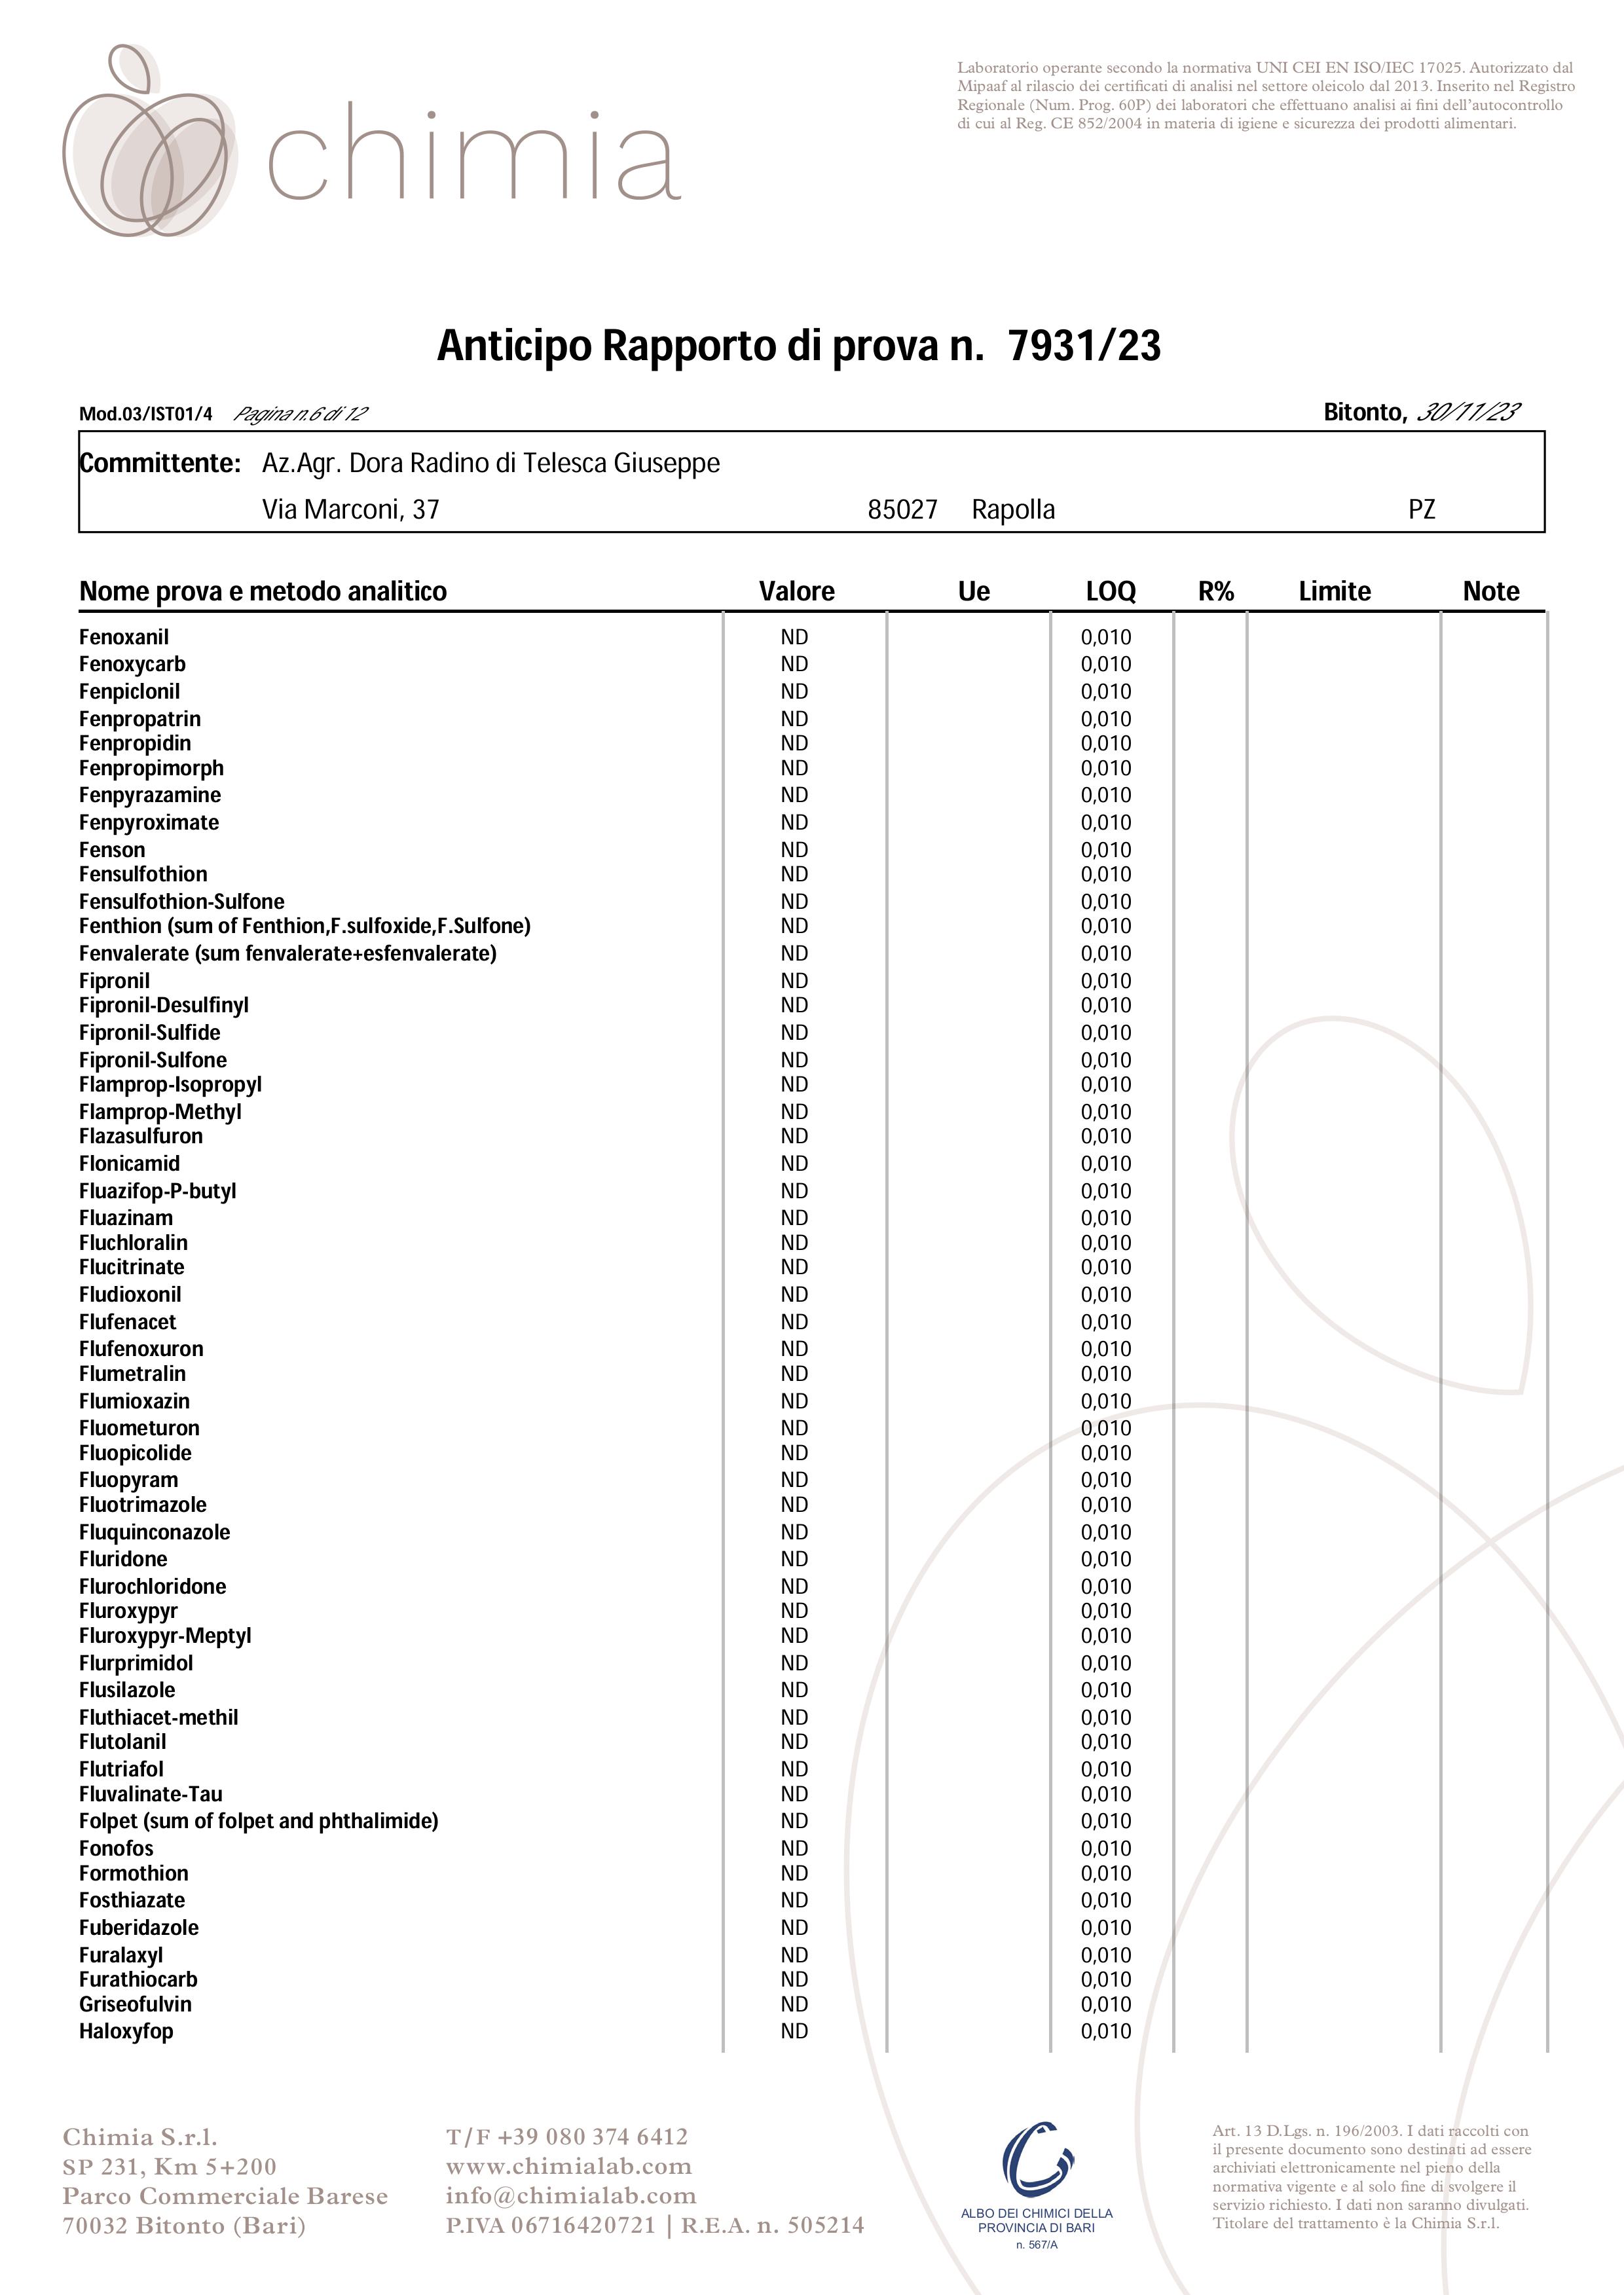 chimia
Laboratorio operante secondo la normativa UNI CEI EN ISO/IEC 17025. Autorizzato dal
Mipaaf al rilascio dei certificati di analisi nel settore oleicolo dal 2013. Inserito nel Registro
Regionale (Num. Prog. 60P) dei laboratori che effettuano analisi ai fini dell'autocontrollo
di cui al Reg. CE 852/2004 in materia di igiene e sicurezza dei prodotti alimentari.
Anticipo Rapporto di prova n. 7931/23
Mod.03/IST01/4 Pagina n.6 di 12 Bitonto, 30/11/23
Committente: Az.Agr. Dora Radino di Telesca Giuseppe
Via Marconi, 37 85027 Rapolla PZ
Nome prova e metodo analitico Valore Ue LOQ R% Limite Note
Fenoxanil ND 0,010
Fenoxycarb ND 0,010
Fenpiclonil ND 0,010
Fenpropatrin ND 0,010
Fenpropidin ND 0,010
Fenpropimorph ND 0,010
Fenpyrazamine ND 0,010
Fenpyroximate ND 0,010
Fenson ND 0,010
Fensulfothion ND 0,010
Fensulfothion-Sulfone ND 0,010
Fenthion (sum of Fenthion,F.sulfoxide,F.Sulfone) ND 0,010
Fenvalerate (sum fenvalerate+esfenvalerate) ND 0,010
Fipronil ND 0,010
Fipronil-Desulfinyl ND 0,010
Fipronil-Sulfide ND 0,010
Fipronil-Sulfone ND 0,010
Flamprop-Isopropyl ND 0,010
Flamprop-Methyl ND 0,010
Flazasulfuron ND 0,010
Flonicamid ND 0,010
Fluazifop-P-butyl ND 0,010
Fluazinam ND 0,010
Fluchloralin ND 0,010
Flucitrinate ND 0,010
Fludioxonil ND 0,010
Flufenacet ND 0,010
Flufenoxuron ND 0,010
Flumetralin ND 0,010
Flumioxazin ND 0,010
Fluometuron ND 0,010
Fluopicolide ND 0,010
Fluopyram ND 0,010
Fluotrimazole ND 0,010
Fluquinconazole ND 0,010
Fluridone ND 0,010
Flurochloridone ND 0,010
Fluroxypyr ND 0,010
Fluroxypyr-Meptyl ND 0,010
Flurprimidol ND 0,010
Flusilazole ND 0,010
Fluthiacet-methil ND 0,010
Flutolanil ND 0,010
Flutriafol ND 0,010
Fluvalinate-Tau ND 0,010
Folpet (sum of folpet and phthalimide) ND 0,010
Fonofos ND 0,010
Formothion ND 0,010
Fosthiazate ND 0,010
Fuberidazole ND 0,010
Furalaxyl ND 0,010
Furathiocarb ND 0,010
Griseofulvin ND 0,010
Haloxyfop ND 0,010
Chimia S.r.l.
SP 231, Km 5+200
Parco Commerciale Barese
70032 Bitonto (Bari)
T/F +39 080 374 6412
www.chimialab.com
info@chimialab.com
P.IVA 06716420721 | R.E.A. n. 505214
ALBO DEI CHIMICI DELLA
PROVINCIA DI BARI
n. 567/A
Art. 13 D.Lgs. n. 196/2003. I dati raccolti con
il presente documento sono destinati ad essere
archiviati elettronicamente nel pieno della
normativa vigente e al solo fine di svolgere il
servizio richiesto. I dati non saranno divulgati.
Titolare del trattamento è la Chimia S.r.l.